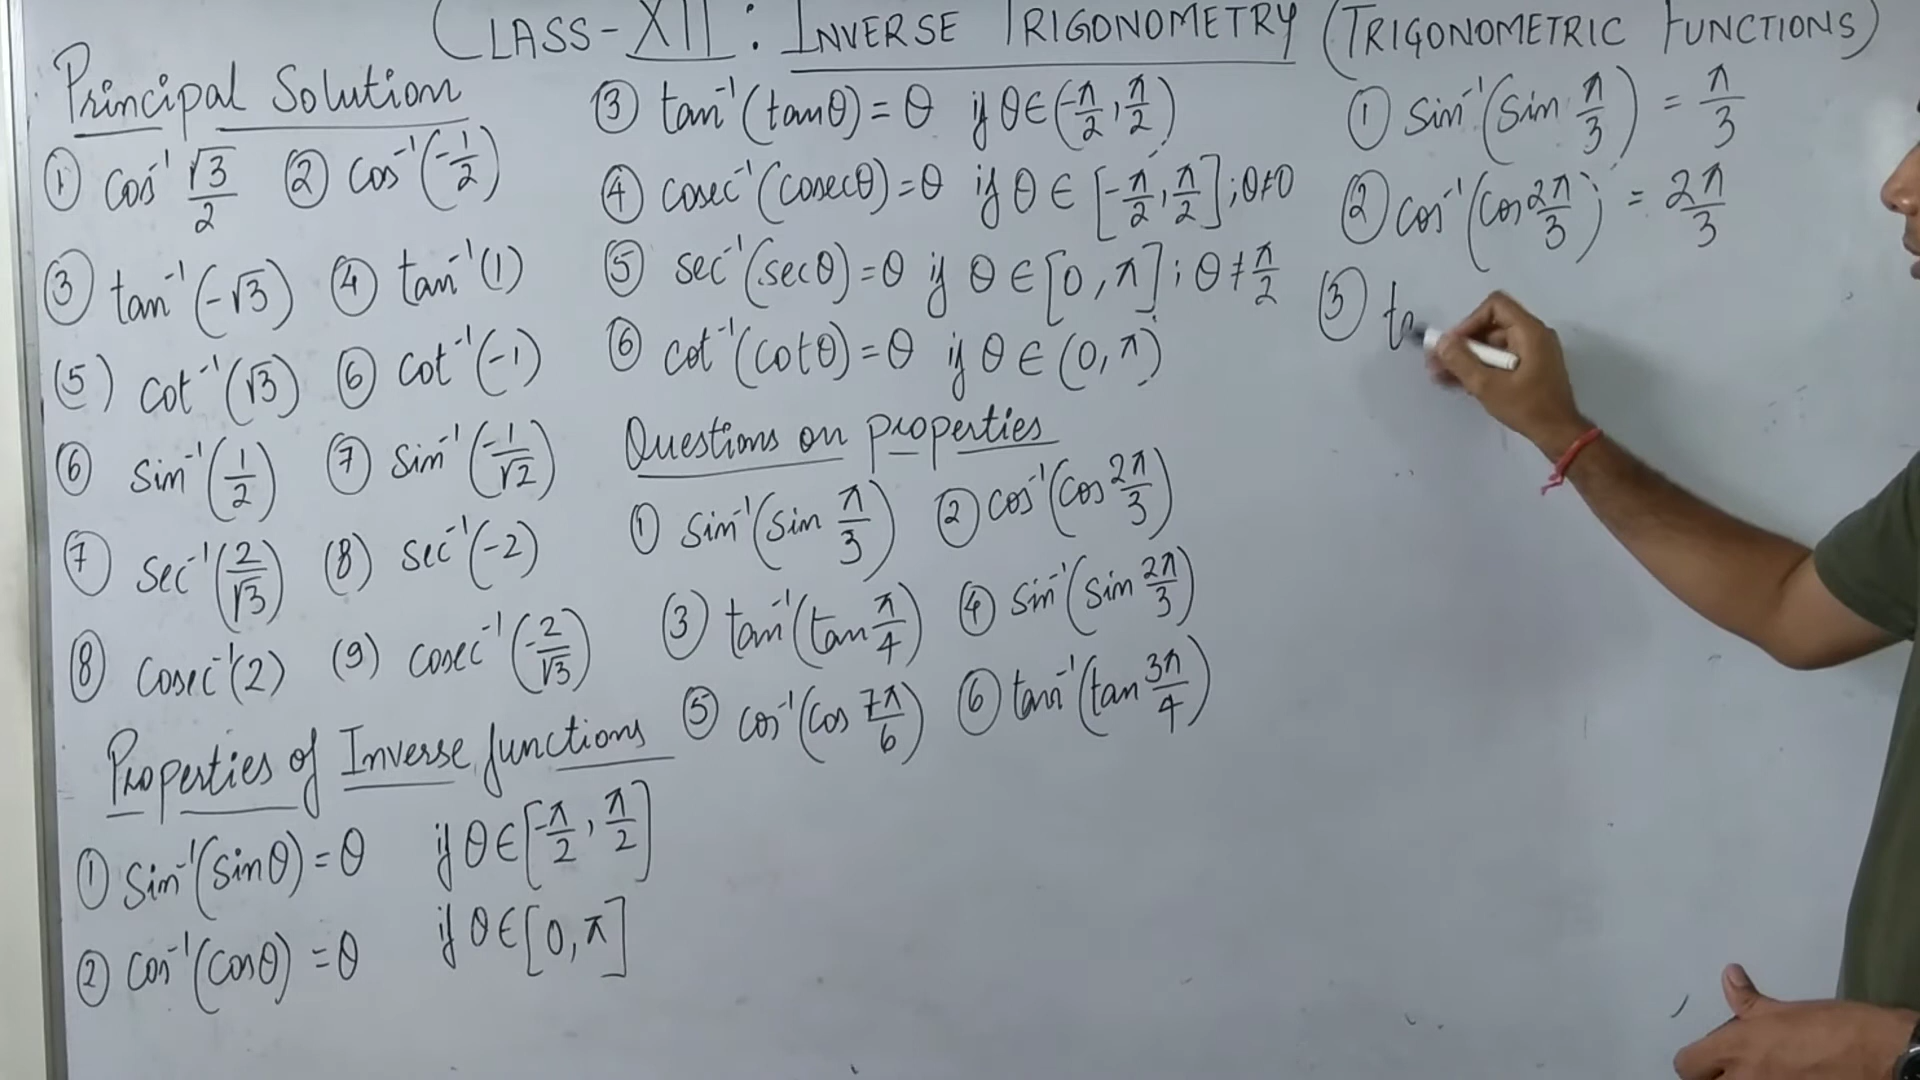 CLASS-XII : INVERSE TRIGONOMETRY (TRIGONOMETRIC FUNCTIONS)
Principal Solution
① cos⁻¹ √3/2 ② cos⁻¹(-1/2)
③ tan⁻¹(-√3) ④ tan⁻¹(1)
(5) cot⁻¹(√3) ⑥ cot⁻¹(-1)
⑥ sin⁻¹(1/2) ⑦ sin⁻¹(-1/√2)
⑦ sec⁻¹(2/√3) (8) sec⁻¹(-2)
⑧ cosec⁻¹(2) (9) cosec⁻¹(-2/√3)
Properties of Inverse functions
① sin⁻¹(sinθ) = θ if θ ∈ [-π/2, π/2]
② cos⁻¹(cosθ) = θ if θ ∈ [0, π]
③ tan⁻¹(tanθ) = θ if θ ∈ (-π/2, π/2)
④ cosec⁻¹(cosecθ) = θ if θ ∈ [-π/2, π/2] ; θ≠0
⑤ sec⁻¹(secθ) = θ if θ ∈ [0, π] ; θ ≠ π/2
⑥ cot⁻¹(cotθ) = θ if θ ∈ (0, π)
Questions on properties
① sin⁻¹(sin π/3) ② cos⁻¹(cos 2π/3)
③ tan⁻¹(tan π/4) ④ sin⁻¹(sin 2π/3)
⑤ cos⁻¹(cos 7π/6) ⑥ tan⁻¹(tan 3π/4)
① sin⁻¹(sin π/3) = π/3
② cos⁻¹(cos 2π/3) = 2π/3
③ ta